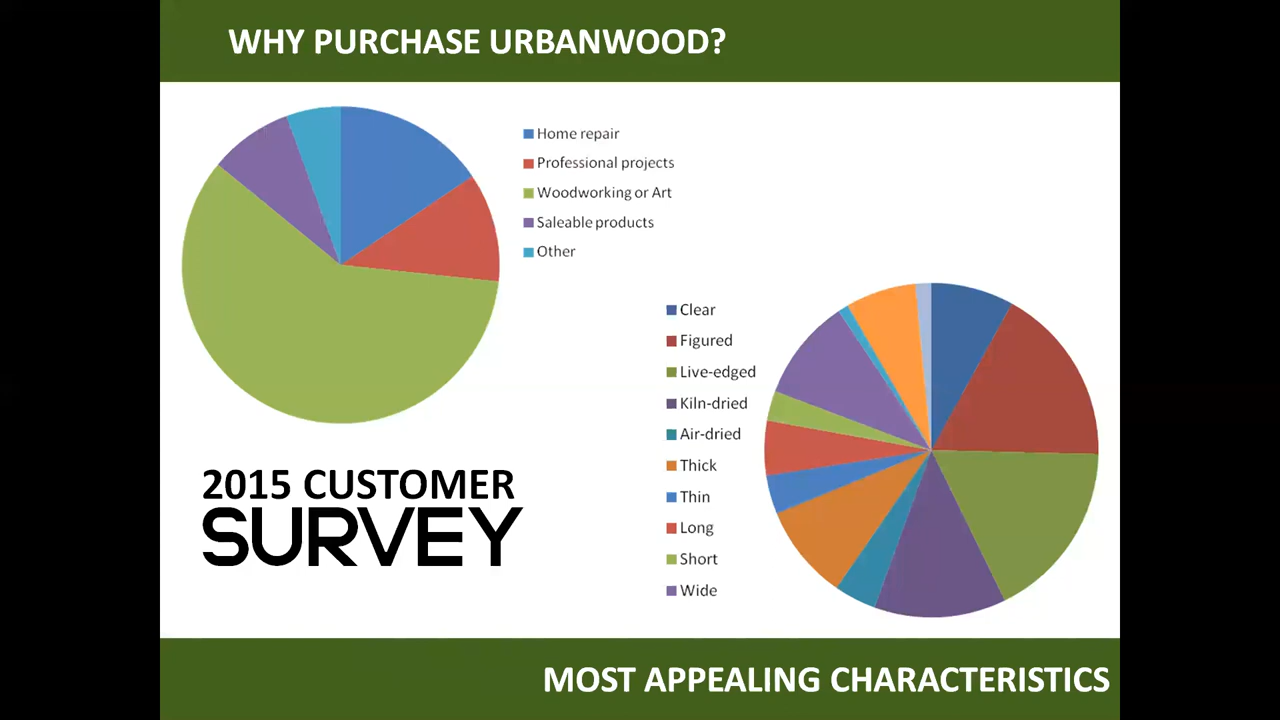 WHY PURCHASE URBANWOOD?
Home repair
Professional projects
Woodworking or Art
Saleable products
Other
Clear
Figured
Live-edged
Kiln-dried
Air-dried
Thick
Thin
Long
Short
Wide
2015 CUSTOMER
SURVEY
MOST APPEALING CHARACTERISTICS